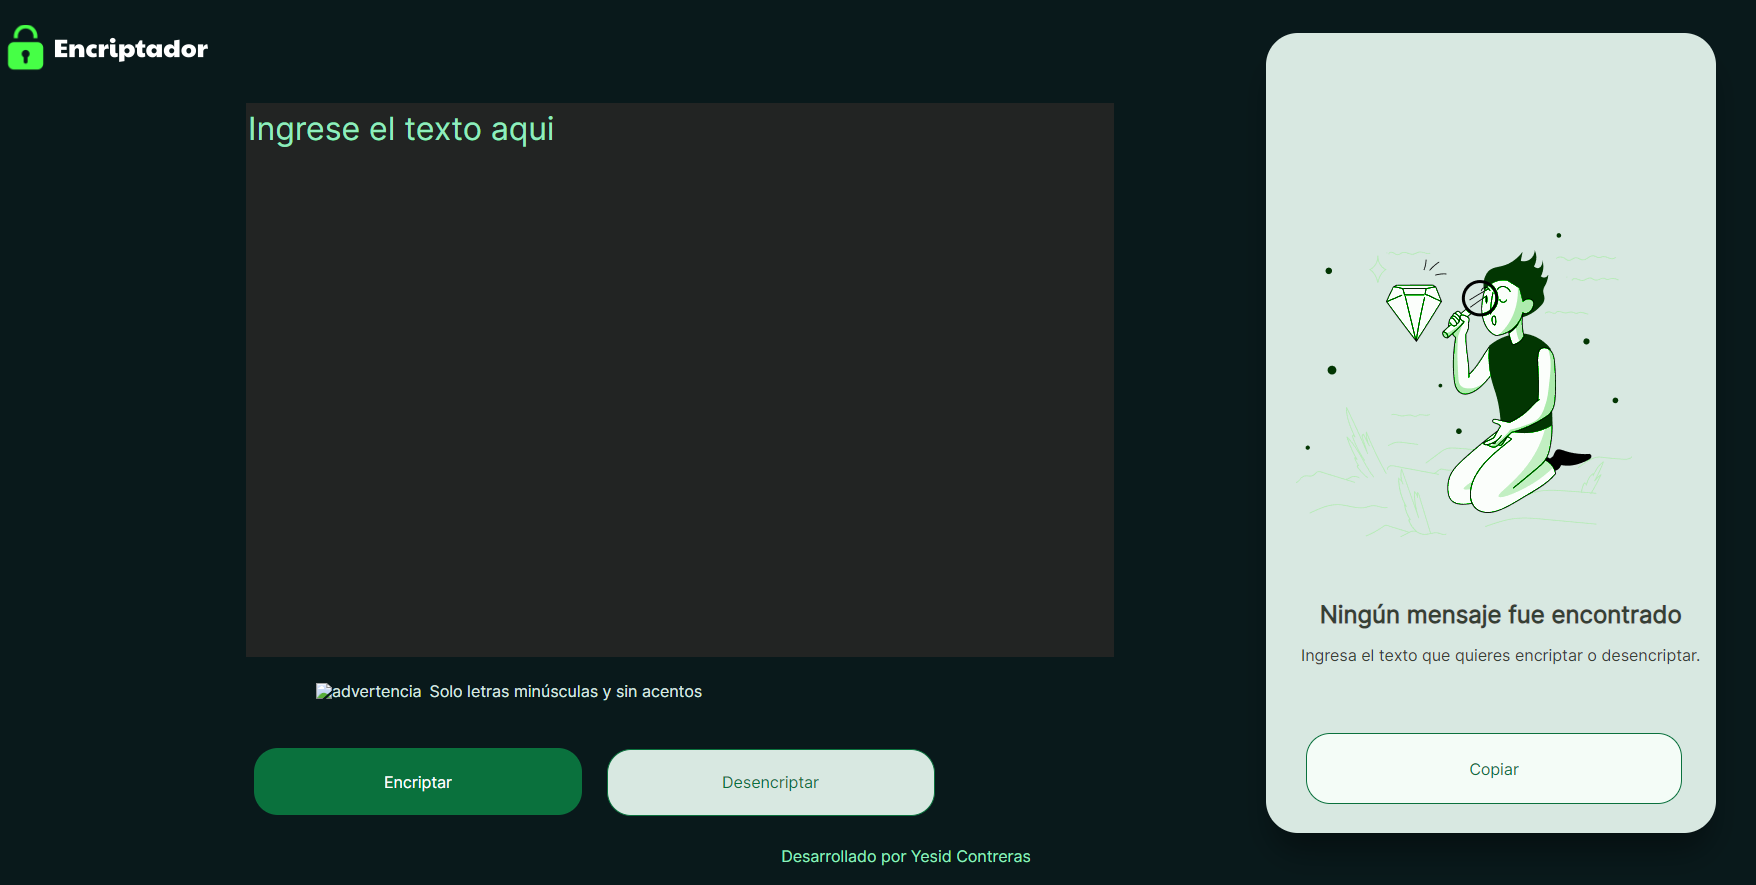 Encriptador
Ingrese el texto aqui
advertencia Solo letras minúsculas y sin acentos
Encriptar
Desencriptar
Ningún mensaje fue encontrado
Ingresa el texto que quieres encriptar o desencriptar.
Copiar
Desarrollado por Yesid Contreras